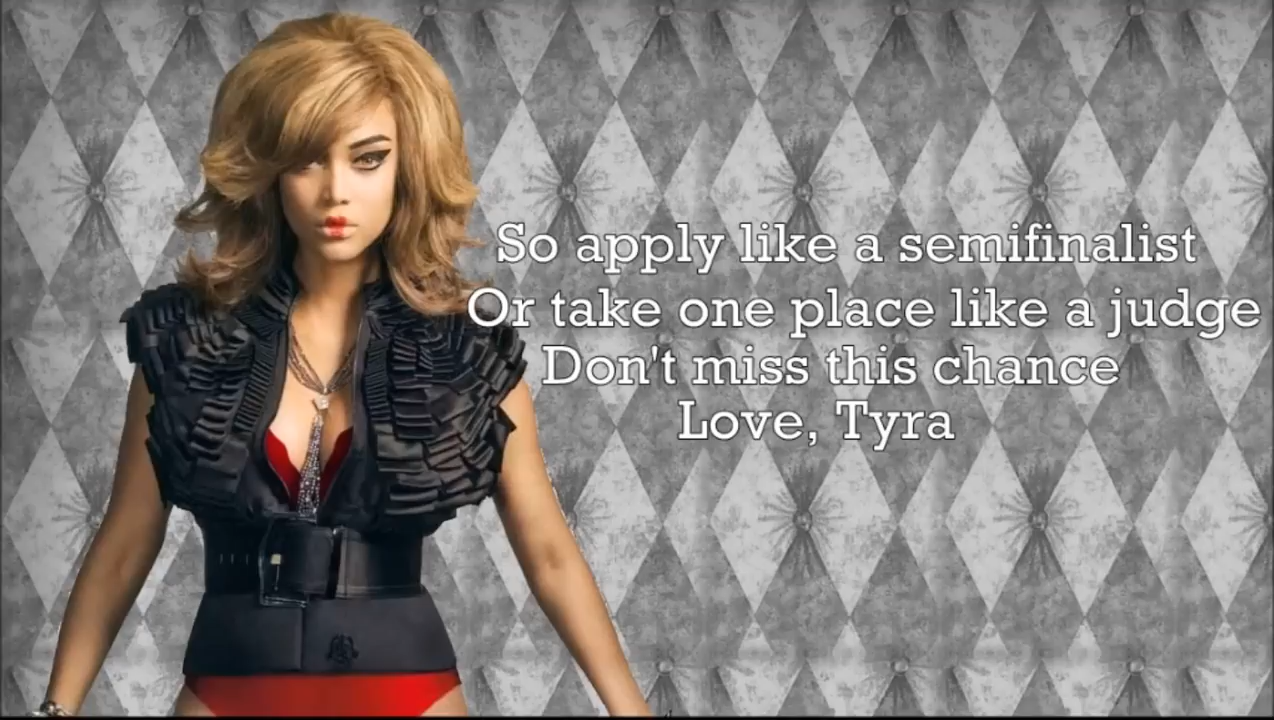 So apply like a semifinalist
Or take one place like a judge
Don't miss this chance
Love, Tyra